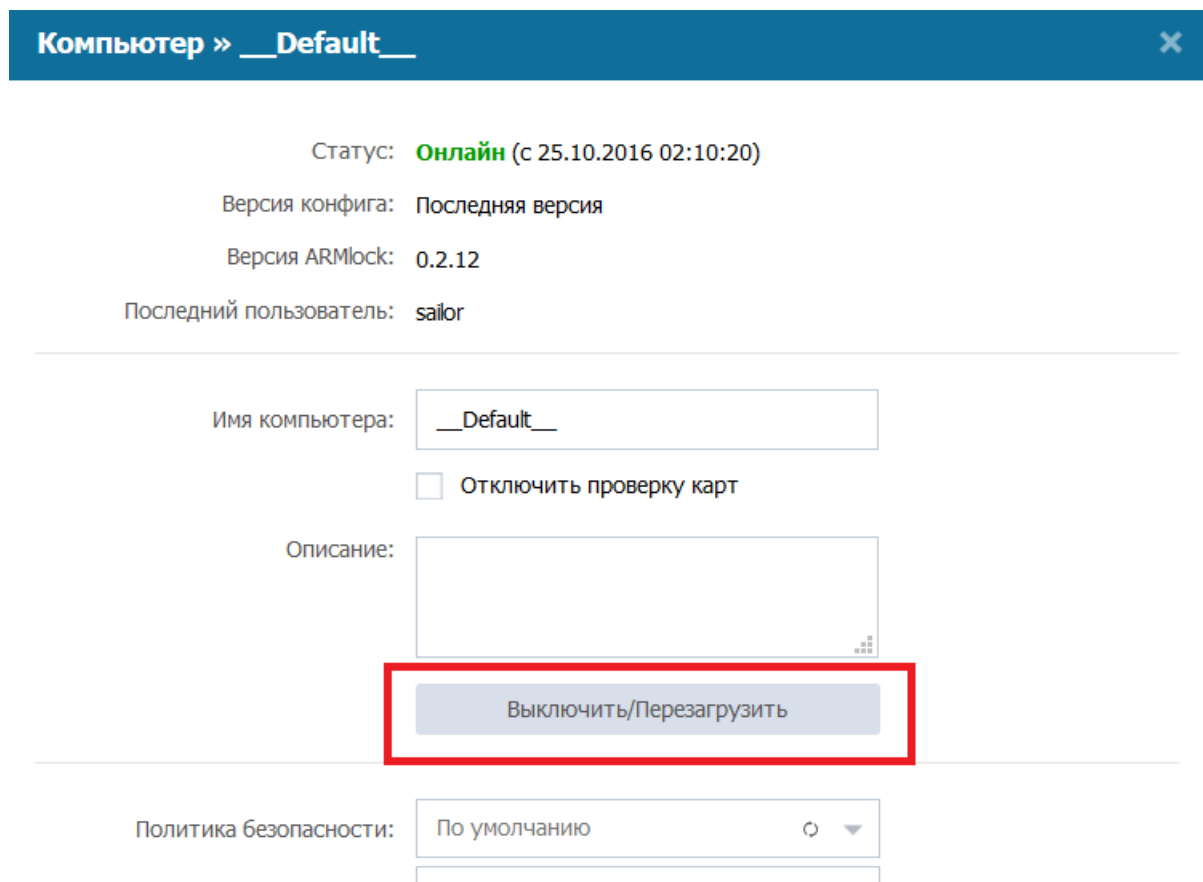 Компьютер » __Default__
Статус: Онлайн (с 25.10.2016 02:10:20)
Версия конфига: Последняя версия
Версия ARMlock: 0.2.12
Последний пользователь: sailor
Имя компьютера: __Default__
Отключить проверку карт
Описание:
Выключить/Перезагрузить
Политика безопасности: По умолчанию